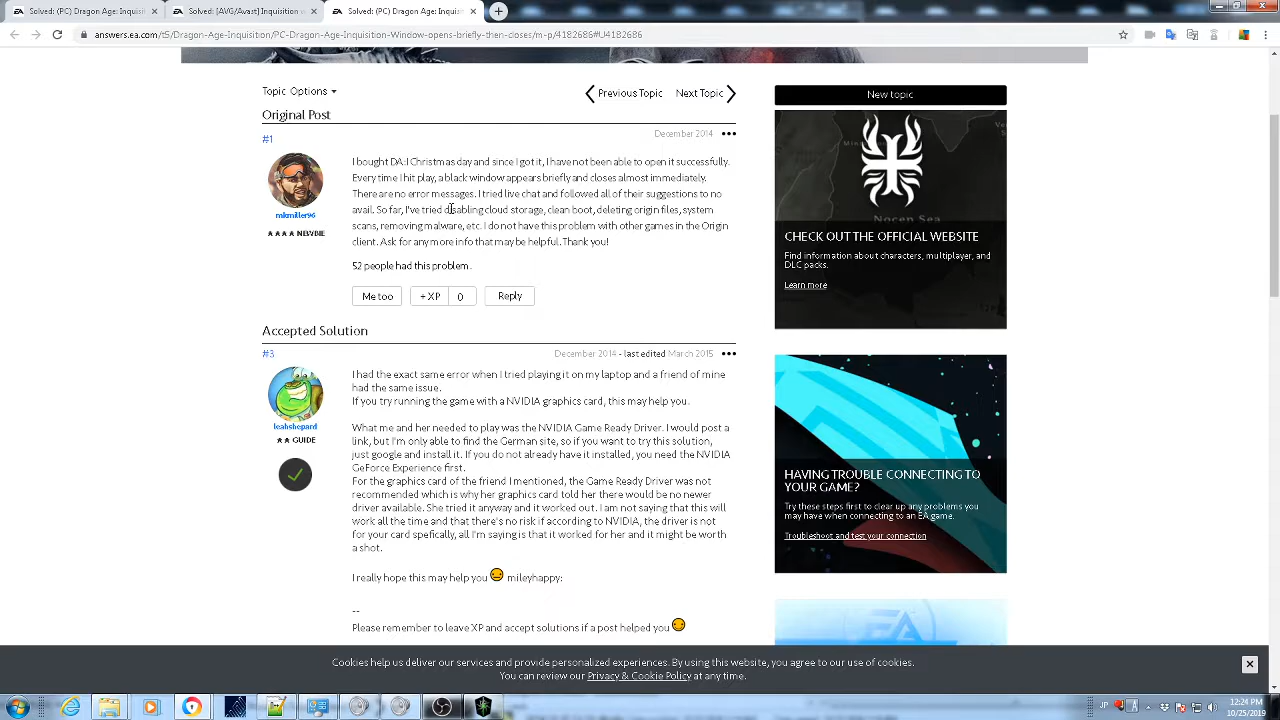 Solved: [PC] Dragon Age:Inquisition
Solved: [AVG/Avast] Inquisition v
Solved: [PC] Dragon Age:Inquisition
answers.ea.com/t5/Dragon-Age-Inquisition/PC-Dragon-Age-Inquisition-Window-opens-briefly-then-closes/m-p/4182686#U4182686
Topic Options
Previous Topic
Next Topic
New topic
Original Post
#1
December 2014
mkmiller96
NEWBIE
I bought DA:I Christmas day and since I got it, I have not been able to open it successfully.
Every time I hit play, a black window appears briefly and closes almost immediately.
There are no error messages. I tried live chat and followed all of their suggestions to no
avail. So far, I've tried disabling cloud storage, clean boot, deleting origin files, system
scans, removing malware, etc. I do not have this problem with other games in the Origin
client. Ask for any more info that may be helpful. Thank you!
52 people had this problem.
Me too
+ XP
0
Reply
Accepted Solution
#3
December 2014 - last edited March 2015
leahshepard
GUIDE
I had the exact same error when I tried playing it on my laptop and a friend of mine
had the same issue.
If you try running the game with a NVIDIA graphics card, this may help you.
What me and her needed to play was the NVIDIA Game Ready Driver. I would post a
link, but I'm only able to find the German site, so if you want to try this solution,
just google and install it. If you do not already have it installed, you need the NVIDIA
GeForce Experience first.
For the graphics card of the friend I mentioned, the Game Ready Driver was not
recommended which is why her graphics card told her there would be no newer
driver available. She tried it anyway and it worked out. I am not saying that this will
work all the time and that there's no risk if according to NVIDIA, the driver is not
for your card spefically, all I'm saying is that it worked for her and it might be worth
a shot.
I really hope this may help you mileyhappy:
--
Please remember to leave XP and accept solutions if a post helped you
Nocen Sea
CHECK OUT THE OFFICIAL WEBSITE
Find information about characters, multiplayer, and
DLC packs.
Learn more
HAVING TROUBLE CONNECTING TO
YOUR GAME?
Try these steps first to clear up any problems you
may have when connecting to an EA game.
Troubleshoot and test your connection
EA
Cookies help us deliver our services and provide personalized experiences. By using this website, you agree to our use of cookies.
You can review our Privacy & Cookie Policy at any time.
JP
12:24 PM
10/25/2019